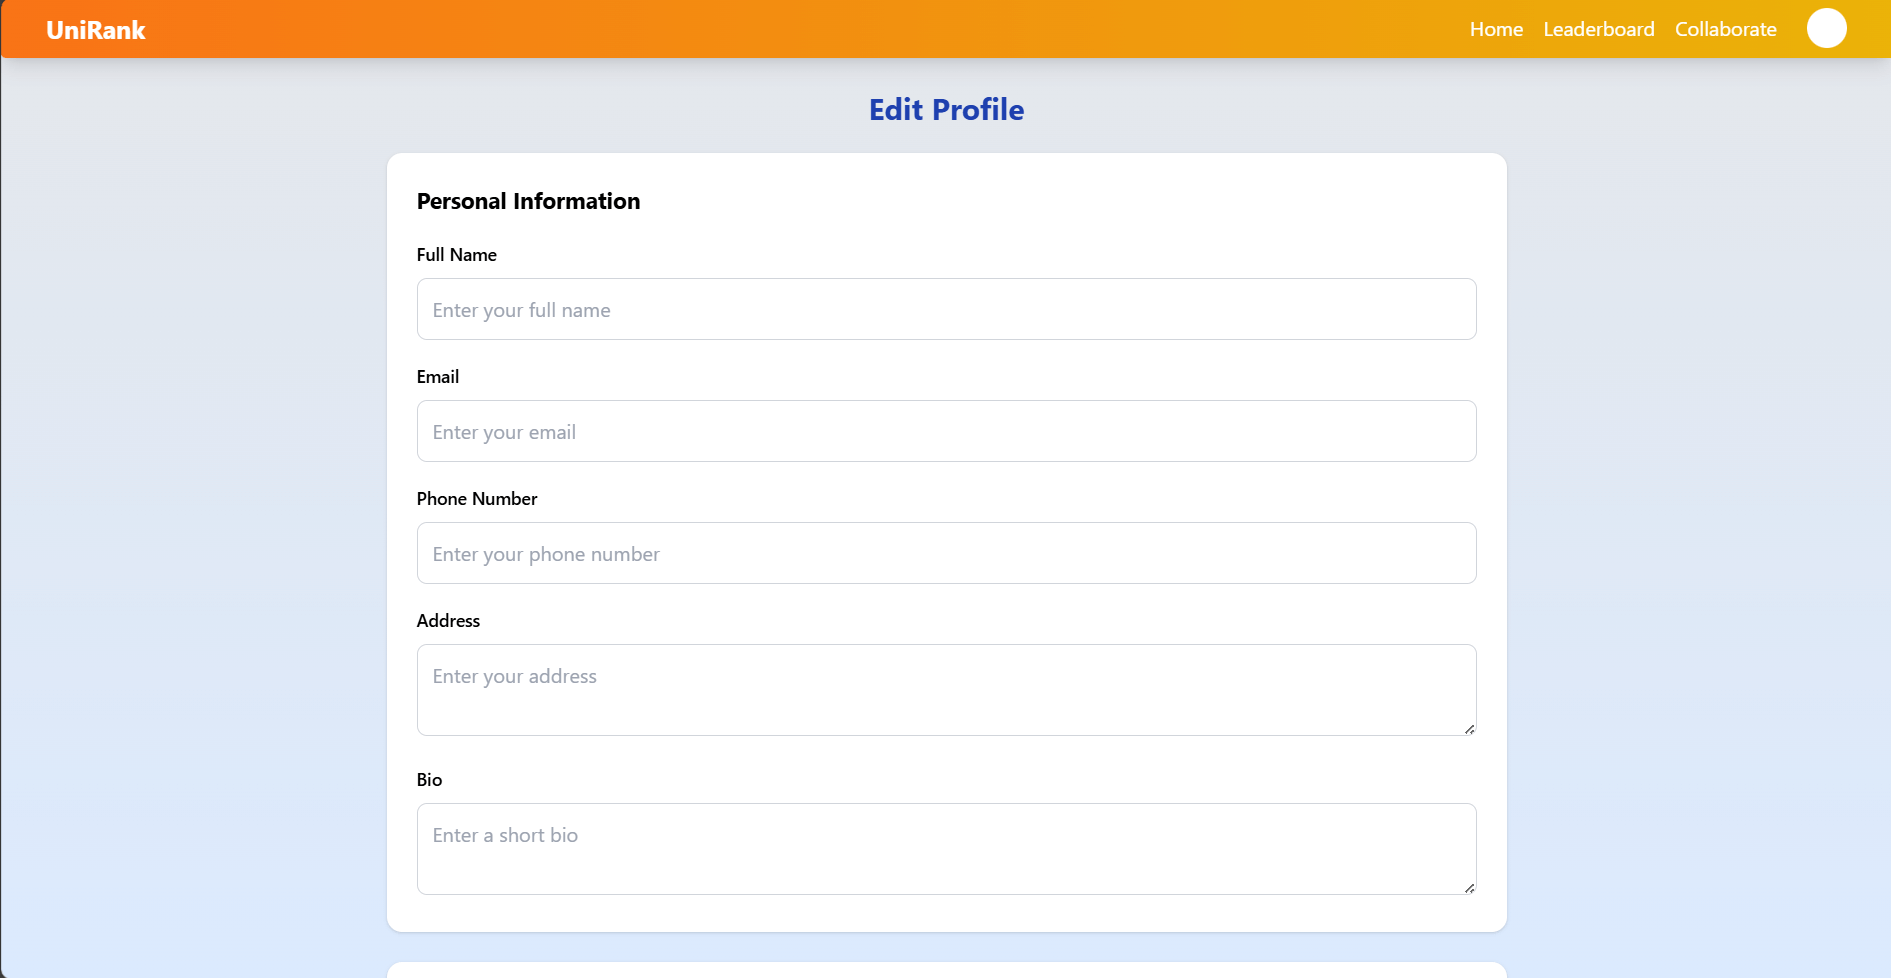 UniRank
Home Leaderboard Collaborate
Edit Profile
Personal Information
Full Name
Enter your full name
Email
Enter your email
Phone Number
Enter your phone number
Address
Enter your address
Bio
Enter a short bio